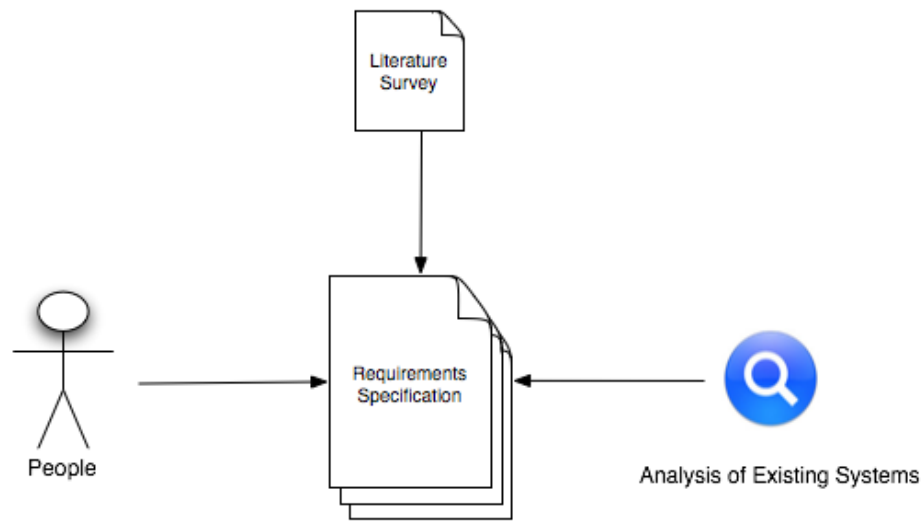 Literature
Survey
Requirements
Specification
People
Analysis of Existing Systems